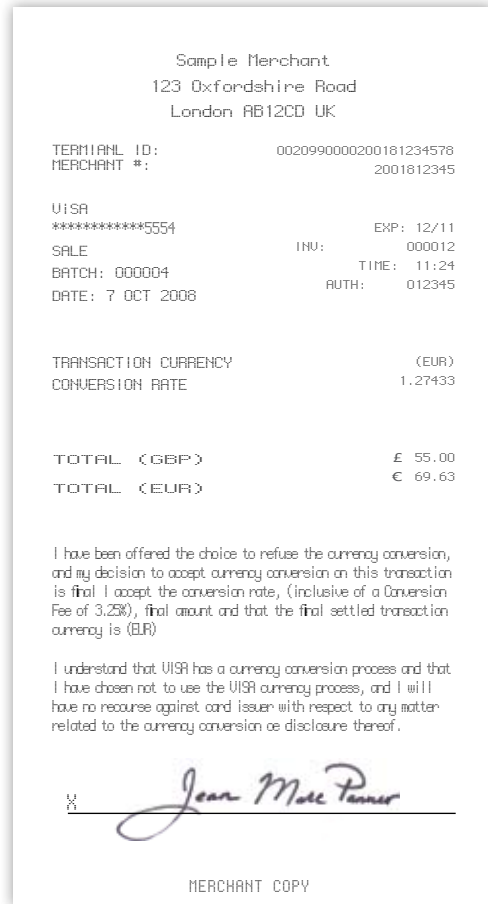 Sample Merchant
123 Oxfordshire Road
London AB12CD UK
TERMIANL ID: 0020990000200181234578
MERCHANT #: 2001812345
ViSA
************5554 EXP: 12/11
SALE INV: 000012
BATCH: 000004 TIME: 11:24
DATE: 7 OCT 2008 AUTH: 012345
TRANSACTION CURRENCY (EUR)
CONVERSION RATE 1.27433
TOTAL (GBP) £ 55.00
TOTAL (EUR) € 69.63
I have been offered the choice to refuse the currency conversion,
and my decision to accept currency conversion on this transaction
is final I accept the conversion rate, (inclusive of a Conversion
Fee of 3.25%), final amount and that the final settled transaction
currency is (EUR)
I understand that VISA has a currency conversion process and that
I have chosen not to use the VISA currency process, and I will
have no recourse against card issuer with respect to any matter
related to the currency conversion oe disclosure thereof.
X Jean Marc
MERCHANT COPY